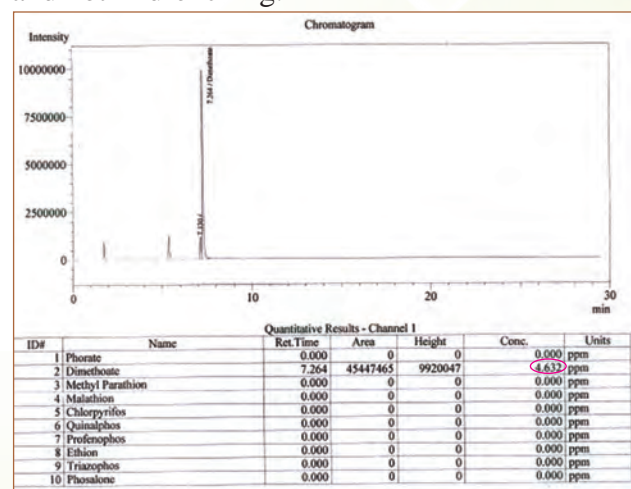 Chromatogram
Intensity
10000000
7500000
5000000
2500000
0
7.264 / Dimethoate
7.130 /
0 10 20 30
min
Quantitative Results - Channel 1
ID# Name Ret.Time Area Height Conc. Units
1 Phorate 0.000 0 0 0.000 ppm
2 Dimethoate 7.264 45447465 9920047 4.632 ppm
3 Methyl Parathion 0.000 0 0 0.000 ppm
4 Malathion 0.000 0 0 0.000 ppm
5 Chlorpyrifos 0.000 0 0 0.000 ppm
6 Quinalphos 0.000 0 0 0.000 ppm
7 Profenophos 0.000 0 0 0.000 ppm
8 Ethion 0.000 0 0 0.000 ppm
9 Triazophos 0.000 0 0 0.000 ppm
10 Phosalone 0.000 0 0 0.000 ppm